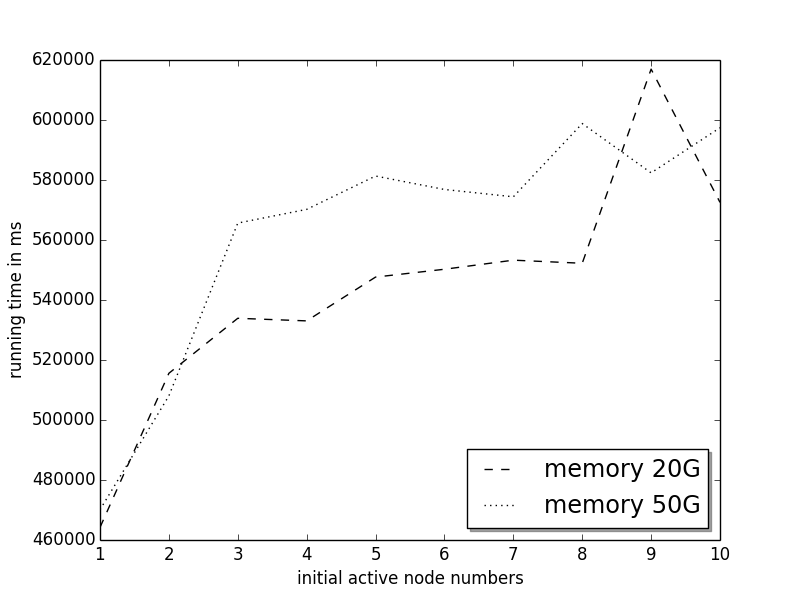 620000
600000
580000
560000
540000
520000
500000
480000
460000
running time in ms
memory 20G
memory 50G
1 2 3 4 5 6 7 8 9 10
initial active node numbers